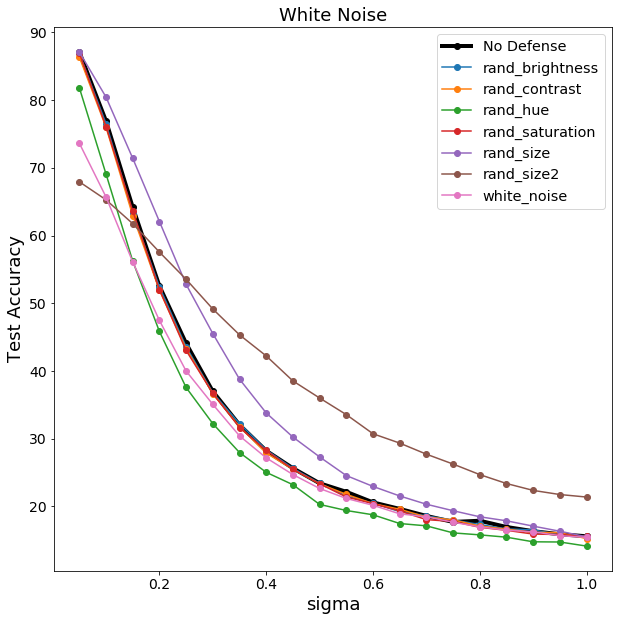 White Noise
90
80
70
60
50
40
30
20
Test Accuracy
0.2
0.4
0.6
0.8
1.0
sigma
No Defense
rand_brightness
rand_contrast
rand_hue
rand_saturation
rand_size
rand_size2
white_noise